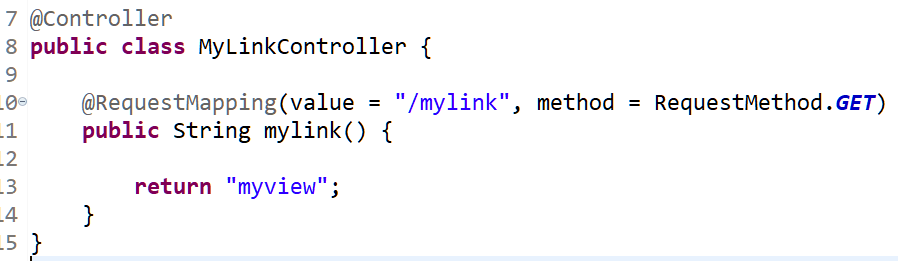 7 @Controller
8 public class MyLinkController {
9
10 @RequestMapping(value = "/mylink", method = RequestMethod.GET)
11 public String mylink() {
12
13 return "myview";
14 }
15 }